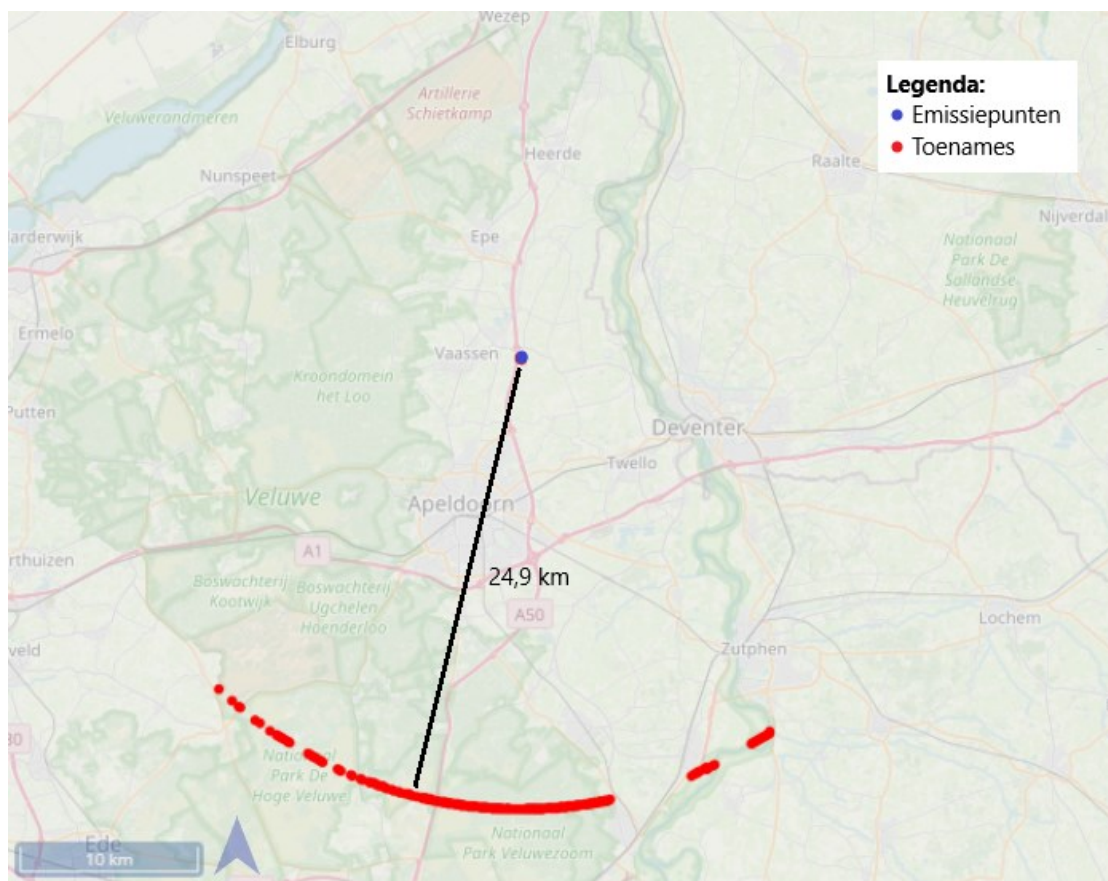 Wezep
Elburg
Artillerie
Schietkamp
Veluwerandmeren
Heerde
Nunspeet
Legenda:
Emissiepunten
Toenames
Raalte
Nijverdal
arderwijk
Epe
Nationaal
Park De
Sallandse
Heuvelrug
Ermelo
Vaassen
Kroondomein
het Loo
Putten
Deventer
Twello
Veluwe
Apeldoorn
A1
rthuizen
24,9 km
Boswachterij
Kootwijk
Boswachterij
Ugchelen
Hoenderloo
A50
Lochem
Zutphen
veld
30
Park De
Hoge Veluwe
Nationaal
Park Veluwezoom
Ede
10 km